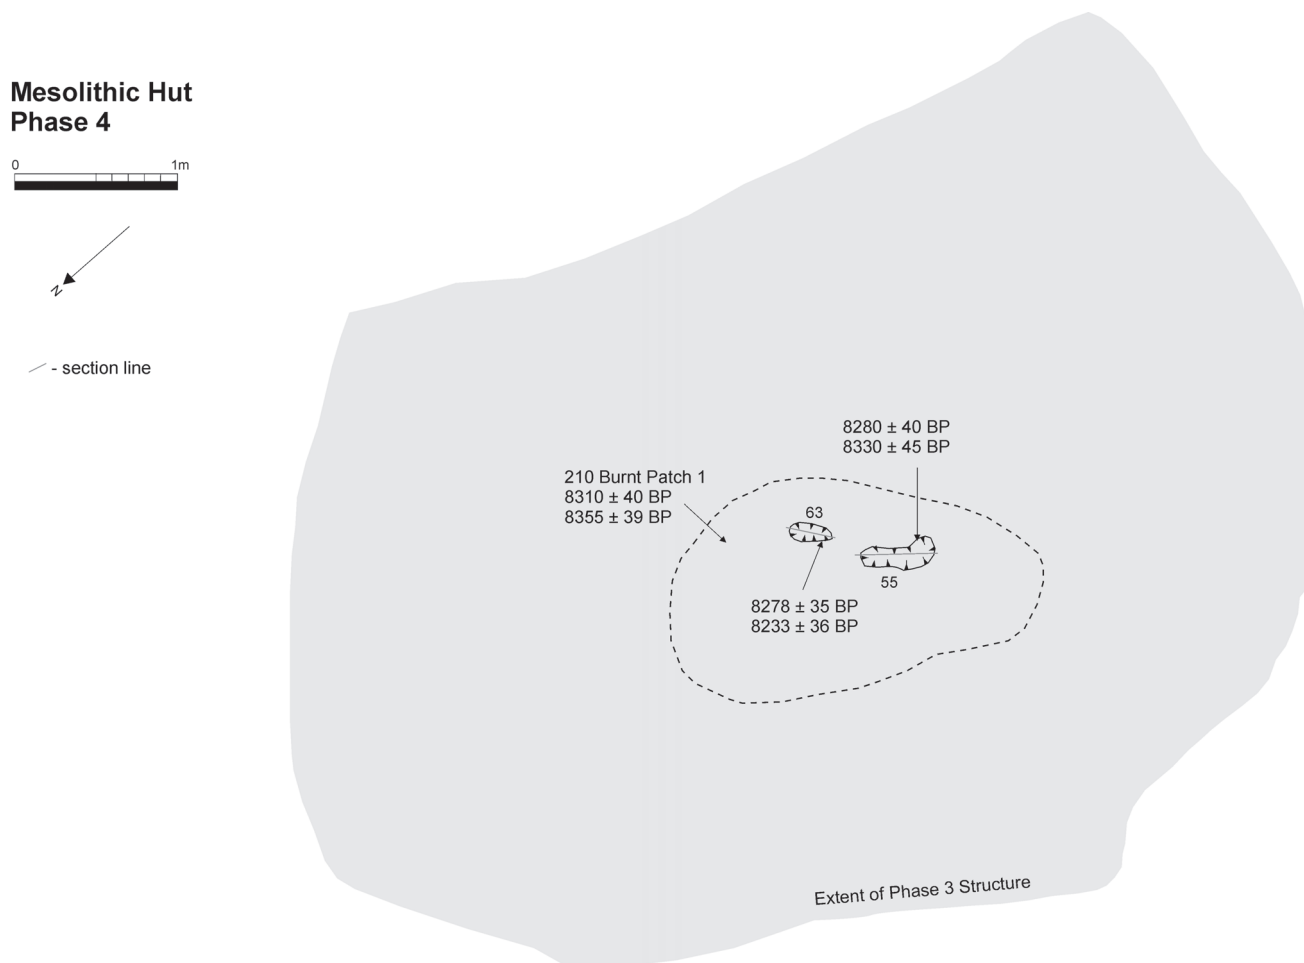 Mesolithic Hut
Phase 4
0 1m
N
- section line
8280 ± 40 BP
8330 ± 45 BP
210 Burnt Patch 1
8310 ± 40 BP
8355 ± 39 BP
63
55
8278 ± 35 BP
8233 ± 36 BP
Extent of Phase 3 Structure